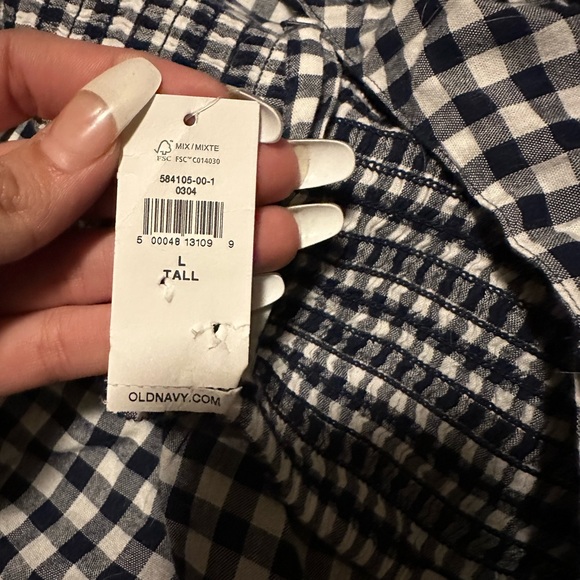 MIX/MIXTE
FSC FSC™ C014030
584105-00-1
0304
5 00048 13109 9
L
TALL
OLDNAVY.COM